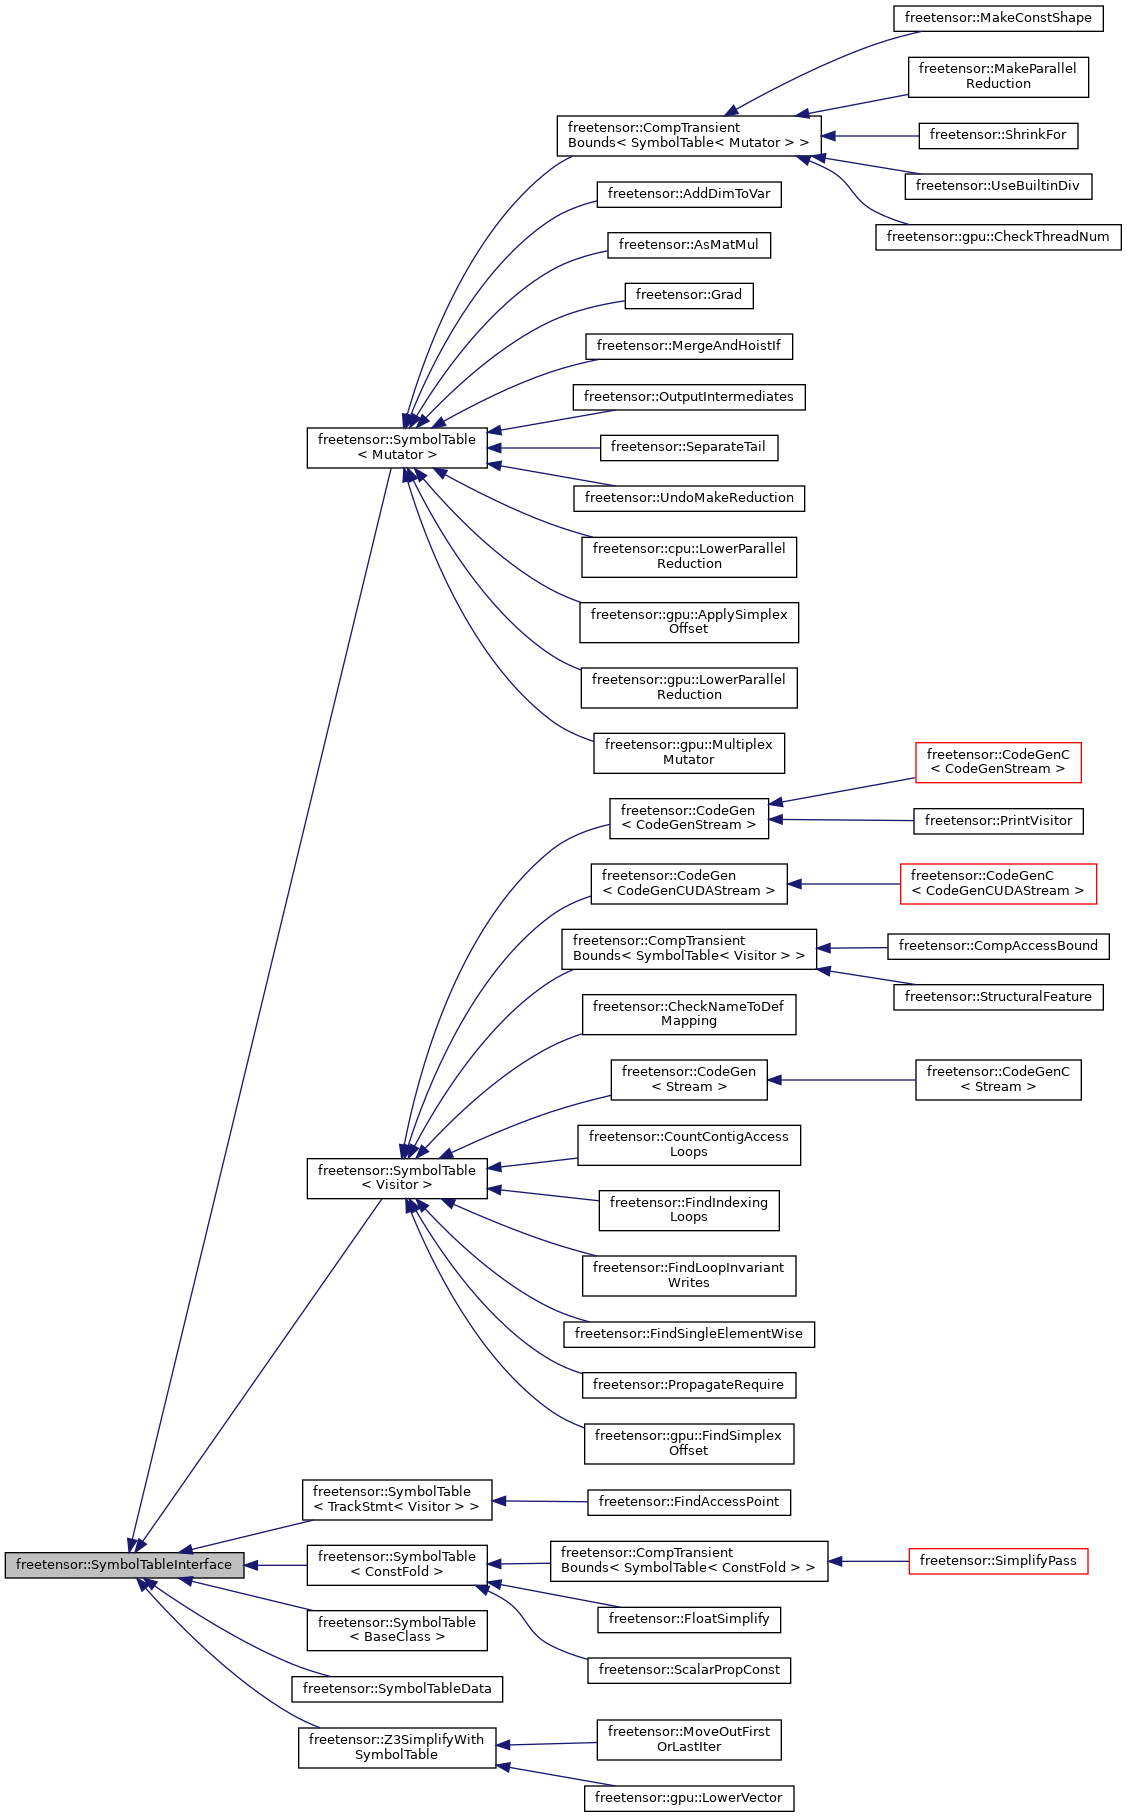 freetensor::MakeConstShape
freetensor::MakeParallel
Reduction
freetensor::CompTransient
Bounds< SymbolTable< Mutator > >
freetensor::ShrinkFor
freetensor::UseBuiltinDiv
freetensor::AddDimToVar
freetensor::gpu::CheckThreadNum
freetensor::AsMatMul
freetensor::Grad
freetensor::MergeAndHoistIf
freetensor::OutputIntermediates
freetensor::SymbolTable
< Mutator >
freetensor::SeparateTail
freetensor::UndoMakeReduction
freetensor::cpu::LowerParallel
Reduction
freetensor::gpu::ApplySimplex
Offset
freetensor::gpu::LowerParallel
Reduction
freetensor::gpu::Multiplex
Mutator
freetensor::CodeGenC
< CodeGenStream >
freetensor::CodeGen
< CodeGenStream >
freetensor::PrintVisitor
freetensor::CodeGen
< CodeGenCUDAStream >
freetensor::CodeGenC
< CodeGenCUDAStream >
freetensor::CompTransient
Bounds< SymbolTable< Visitor > >
freetensor::CompAccessBound
freetensor::StructuralFeature
freetensor::CheckNameToDef
Mapping
freetensor::CodeGen
< Stream >
freetensor::CodeGenC
< Stream >
freetensor::CountContigAccess
Loops
freetensor::SymbolTable
< Visitor >
freetensor::FindIndexing
Loops
freetensor::FindLoopInvariant
Writes
freetensor::FindSingleElementWise
freetensor::PropagateRequire
freetensor::gpu::FindSimplex
Offset
freetensor::SymbolTable
< TrackStmt< Visitor > >
freetensor::FindAccessPoint
freetensor::SymbolTableInterface
freetensor::SymbolTable
< ConstFold >
freetensor::CompTransient
Bounds< SymbolTable< ConstFold > >
freetensor::SimplifyPass
freetensor::FloatSimplify
freetensor::SymbolTable
< BaseClass >
freetensor::ScalarPropConst
freetensor::SymbolTableData
freetensor::Z3SimplifyWith
SymbolTable
freetensor::MoveOutFirst
OrLastIter
freetensor::gpu::LowerVector